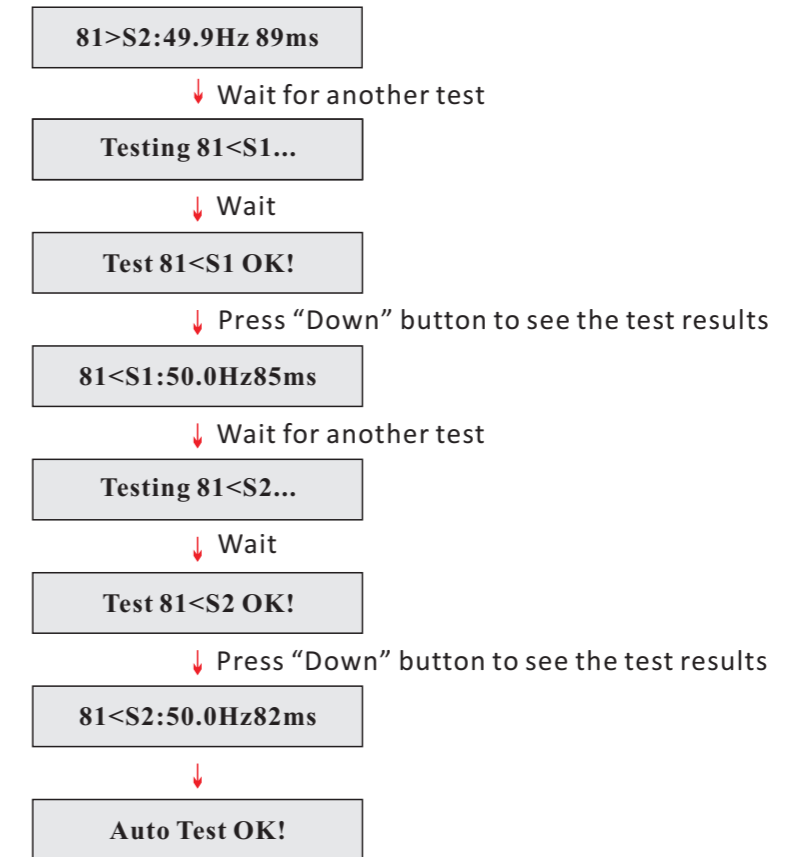 81>S2:49.9Hz 89ms
Wait for another test
Testing 81<S1...
Wait
Test 81<S1 OK!
Press “Down” button to see the test results
81<S1:50.0Hz85ms
Wait for another test
Testing 81<S2...
Wait
Test 81<S2 OK!
Press “Down” button to see the test results
81<S2:50.0Hz82ms
Auto Test OK!